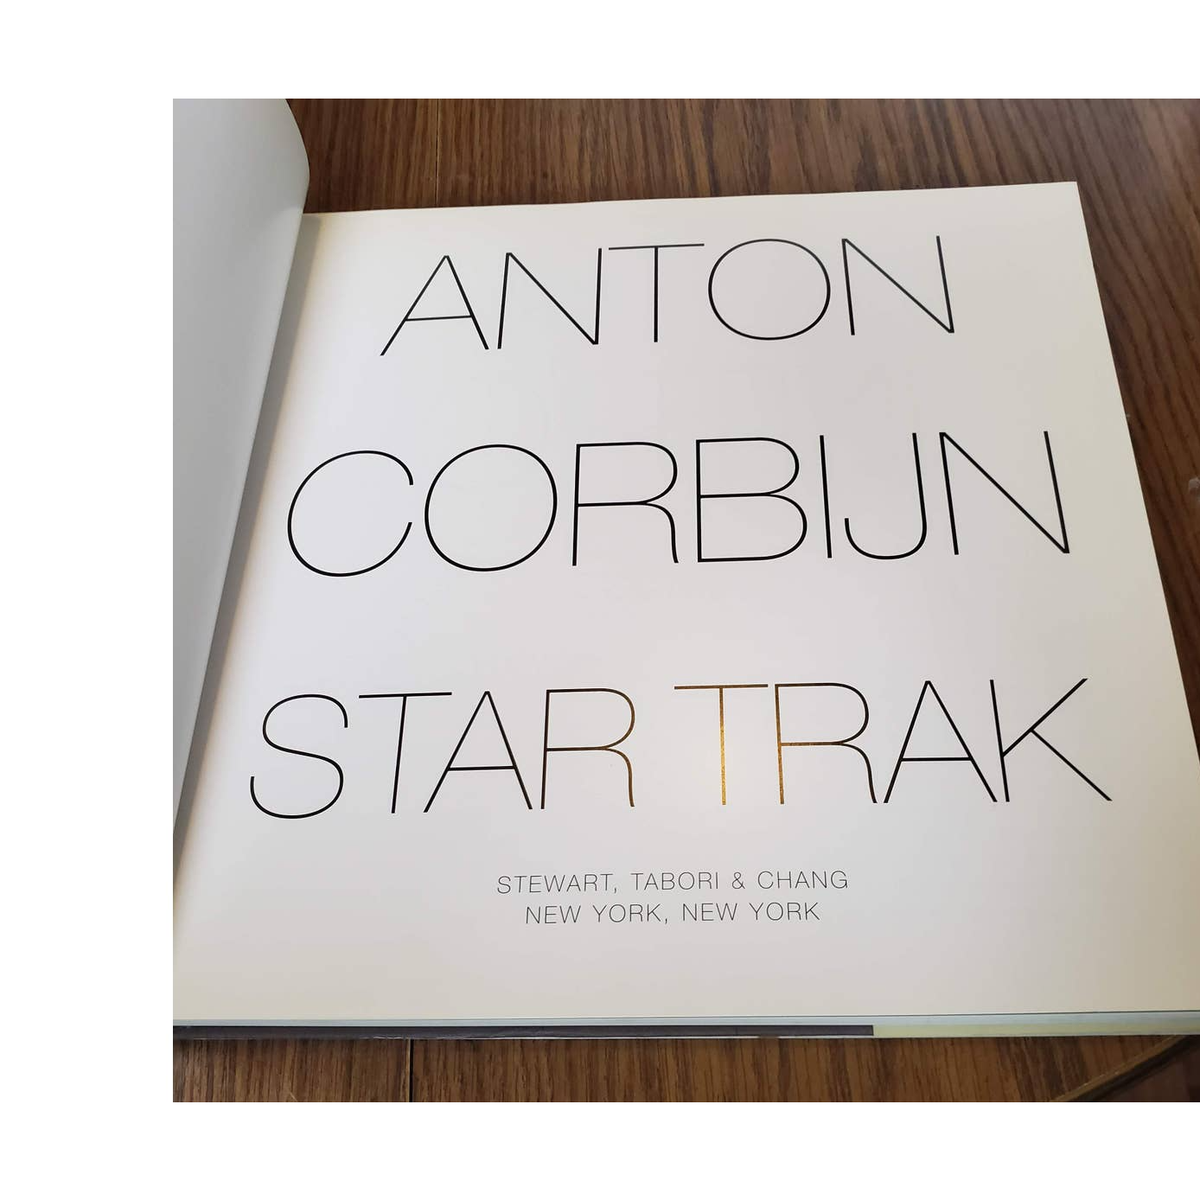 ANTON
CORBIJN
STAR TRAK
STEWART, TABORI & CHANG
NEW YORK, NEW YORK